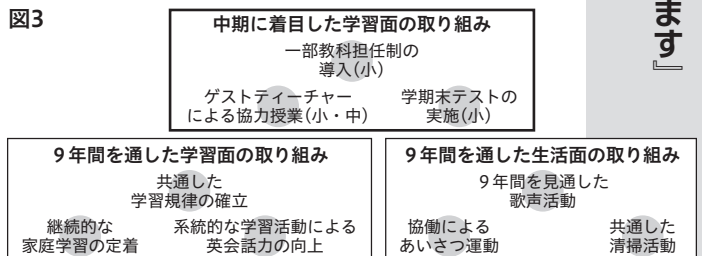 図3
ます』
中期に着目した学習面の取り組み
一部教科担任制の
導入(小)
ゲストティーチャー
による協力授業(小・中)
学期末テストの
実施(小)
9年間を通した学習面の取り組み
共通した
学習規律の確立
継続的な
家庭学習の定着
系統的な学習活動による
英会話力の向上
9年間を通した生活面の取り組み
9年間を見通した
歌声活動
協働による
あいさつ運動
共通した
清掃活動